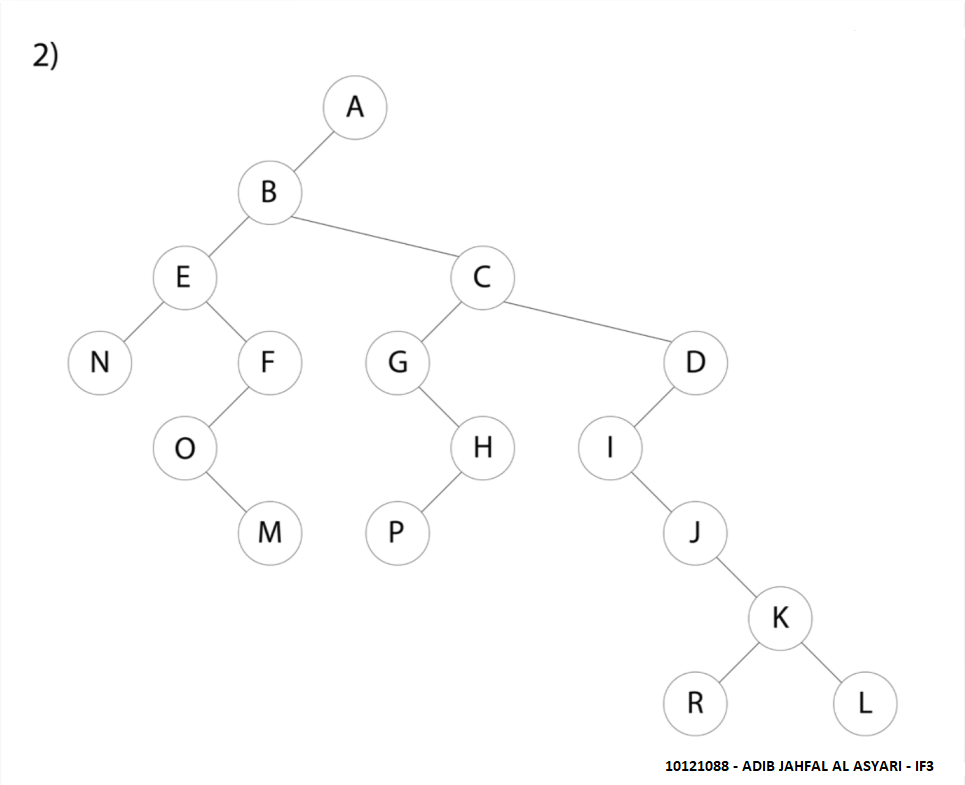 2)
A
B
E C
N F G D
O H I
M P J
K
R L
10121088 - ADIB JAHFAL AL ASYARI - IF3